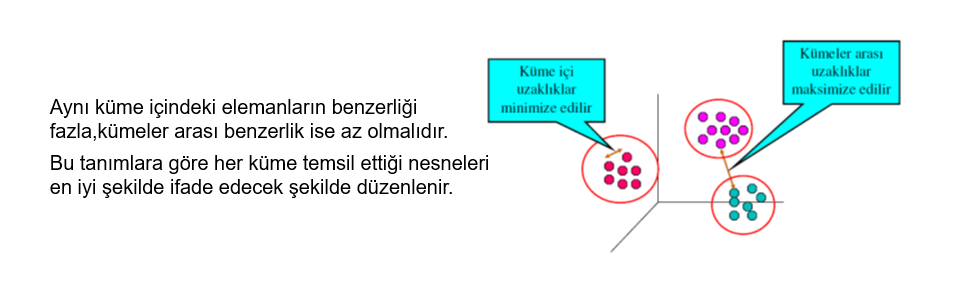 Aynı küme içindeki elemanların benzerliği
fazla,kümeler arası benzerlik ise az olmalıdır.
Bu tanımlara göre her küme temsil ettiği nesneleri
en iyi şekilde ifade edecek şekilde düzenlenir.
Küme içi
uzaklıklar
minimize edilir
Kümeler arası
uzaklıklar
maksimize edilir